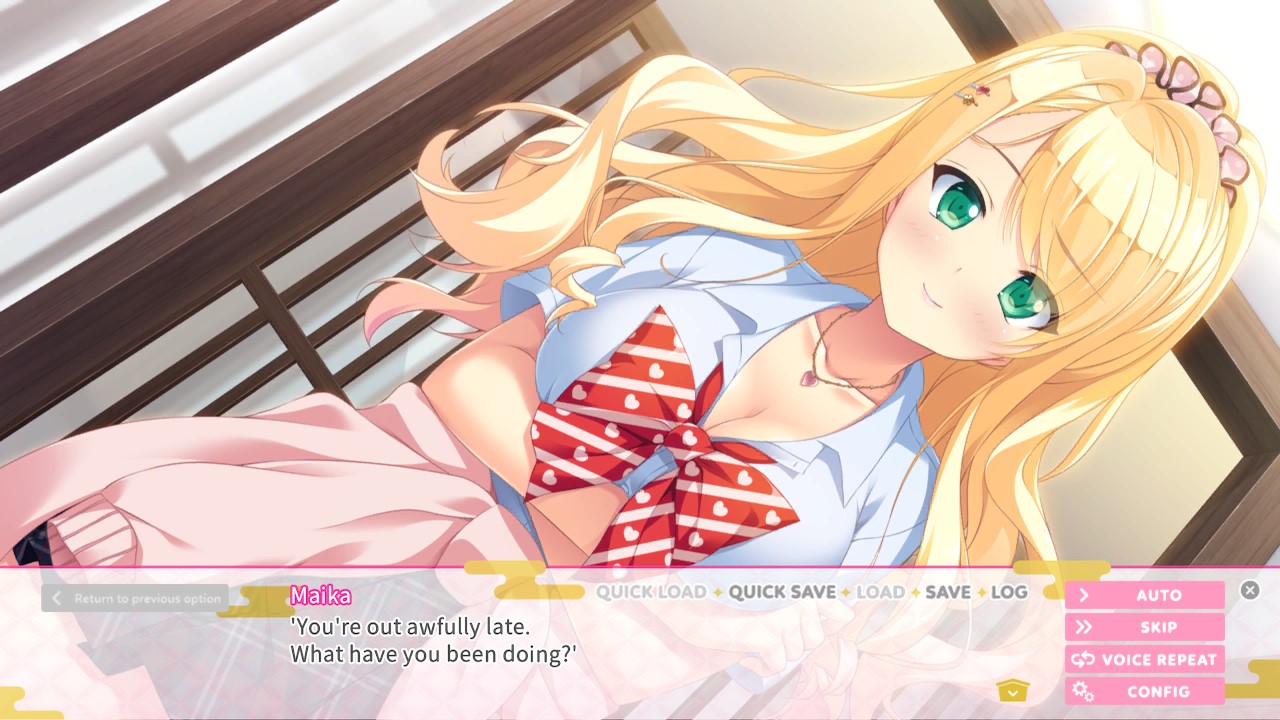 Return to previous option
Maika
QUICK LOAD QUICK SAVE LOAD SAVE LOG
'You're out awfully late.
What have you been doing?'
AUTO
SKIP
VOICE REPEAT
CONFIG